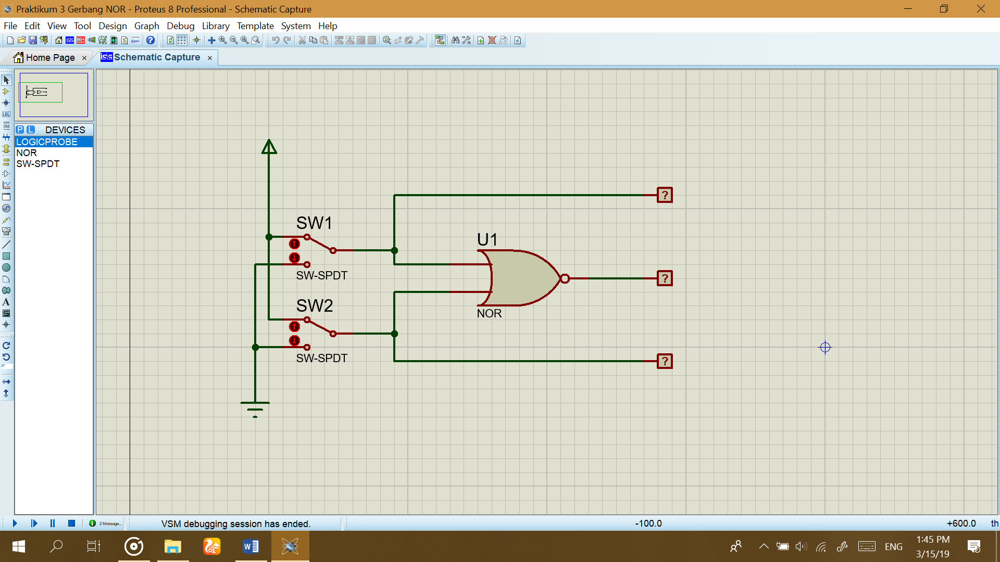 Praktikum 3 Gerbang NOR - Proteus 8 Professional - Schematic Capture
File Edit View Tool Design Graph Debug Library Template System Help
Home Page × Schematic Capture ×
P L DEVICES
LOGICPROBE
NOR
SW-SPDT
LBL
?
SW1
U1
SW-SPDT
?
SW2
NOR
SW-SPDT
?
A
S
0°
2 Message... VSM debugging session has ended. -100.0 +600.0 th
ENG 1:45 PM
3/15/19